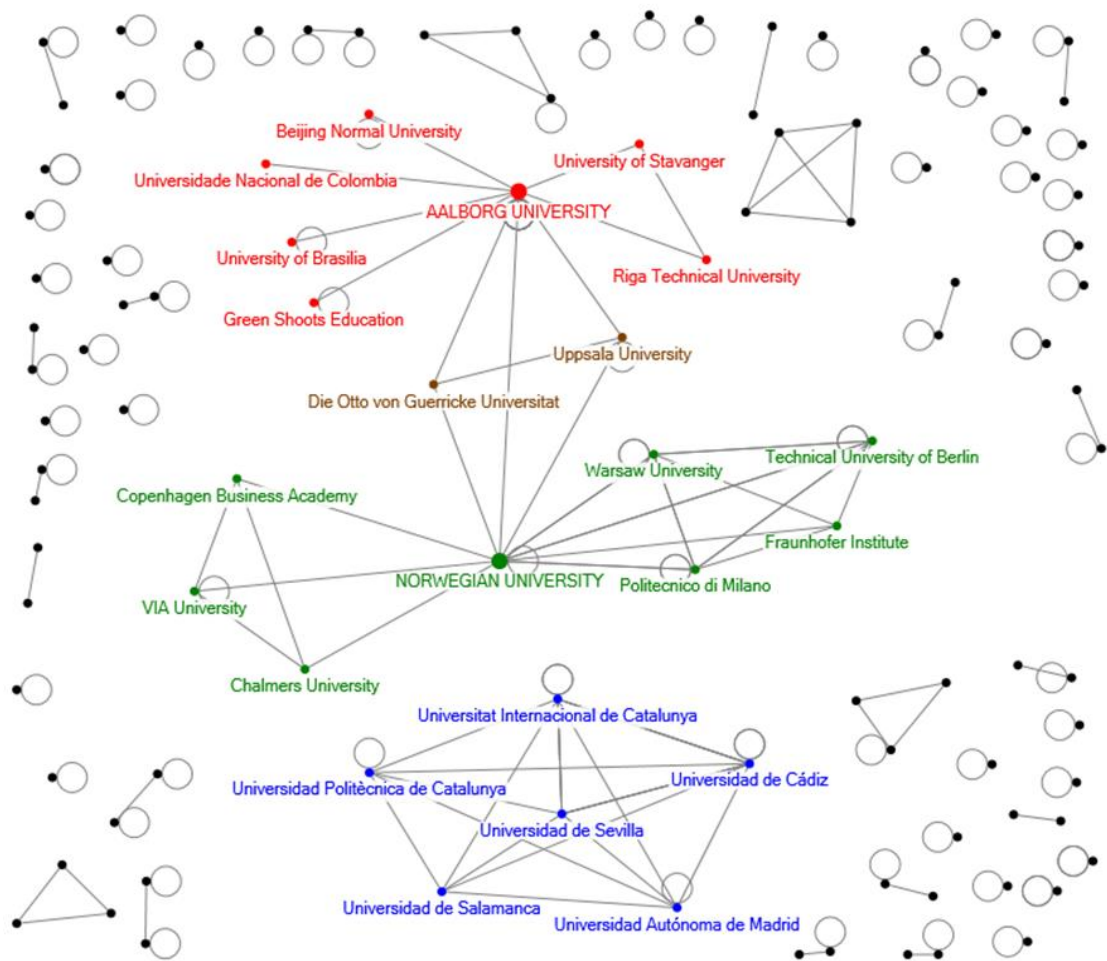 Beijing Normal University
University of Stavanger
Universidade Nacional de Colombia
AALBORG UNIVERSITY
University of Brasilia
Riga Technical University
Green Shoots Education
Uppsala University
Die Otto von Guerricke Universitat
Technical University of Berlin
Warsaw University
Copenhagen Business Academy
Fraunhofer Institute
NORWEGIAN UNIVERSITY
Politecnico di Milano
VIA University
Chalmers University
Universitat Internacional de Catalunya
Universidad de Cádiz
Universidad Politècnica de Catalunya
Universidad de Sevilla
Universidad de Salamanca
Universidad Autónoma de Madrid